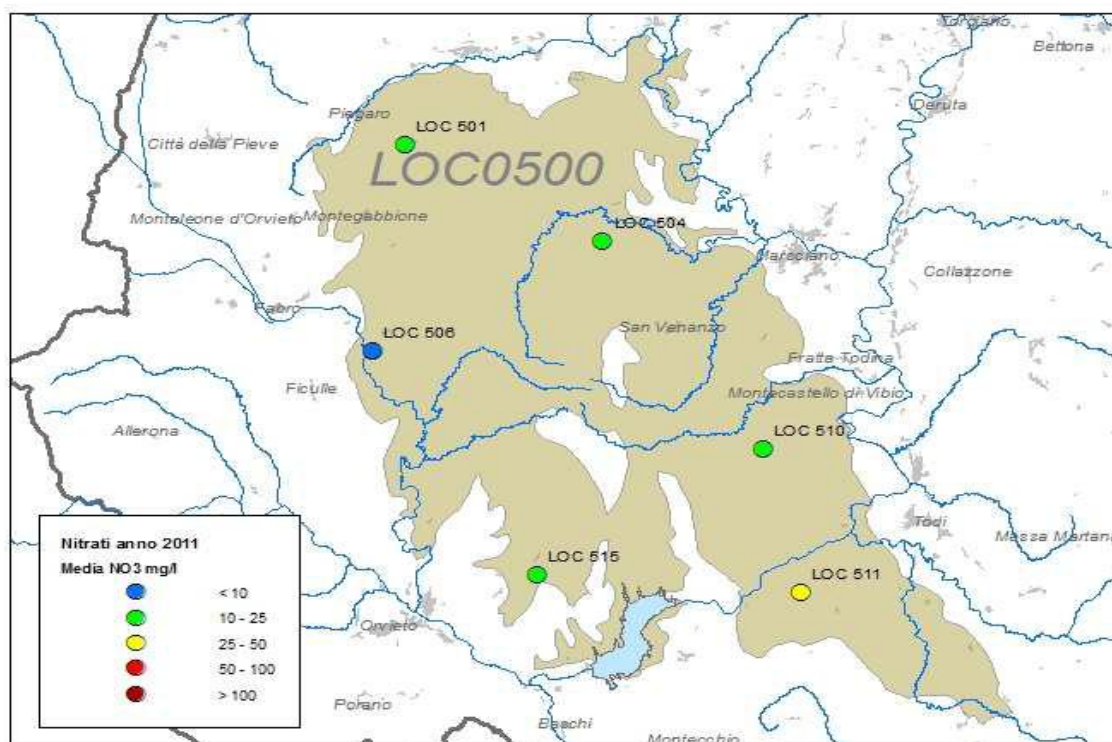 Torgiano
Bettona
Piegaro
Deruta
LOC 501
Città della Pieve
LOC0500
Monteleone d'Orvieto
Montegabbione
LOC 504
Marsciano
Collazzone
Fabro
San Venanzo
LOC 506
Ficulle
Fratta Todina
Montecastello di Vibio
Allerona
LOC 510
Todi
Massa Martana
Nitrati anno 2011
Media NO3 mg/l
< 10
10 - 25
25 - 50
50 - 100
> 100
LOC 515
LOC 511
Orvieto
Porano
Baschi
Montecchio